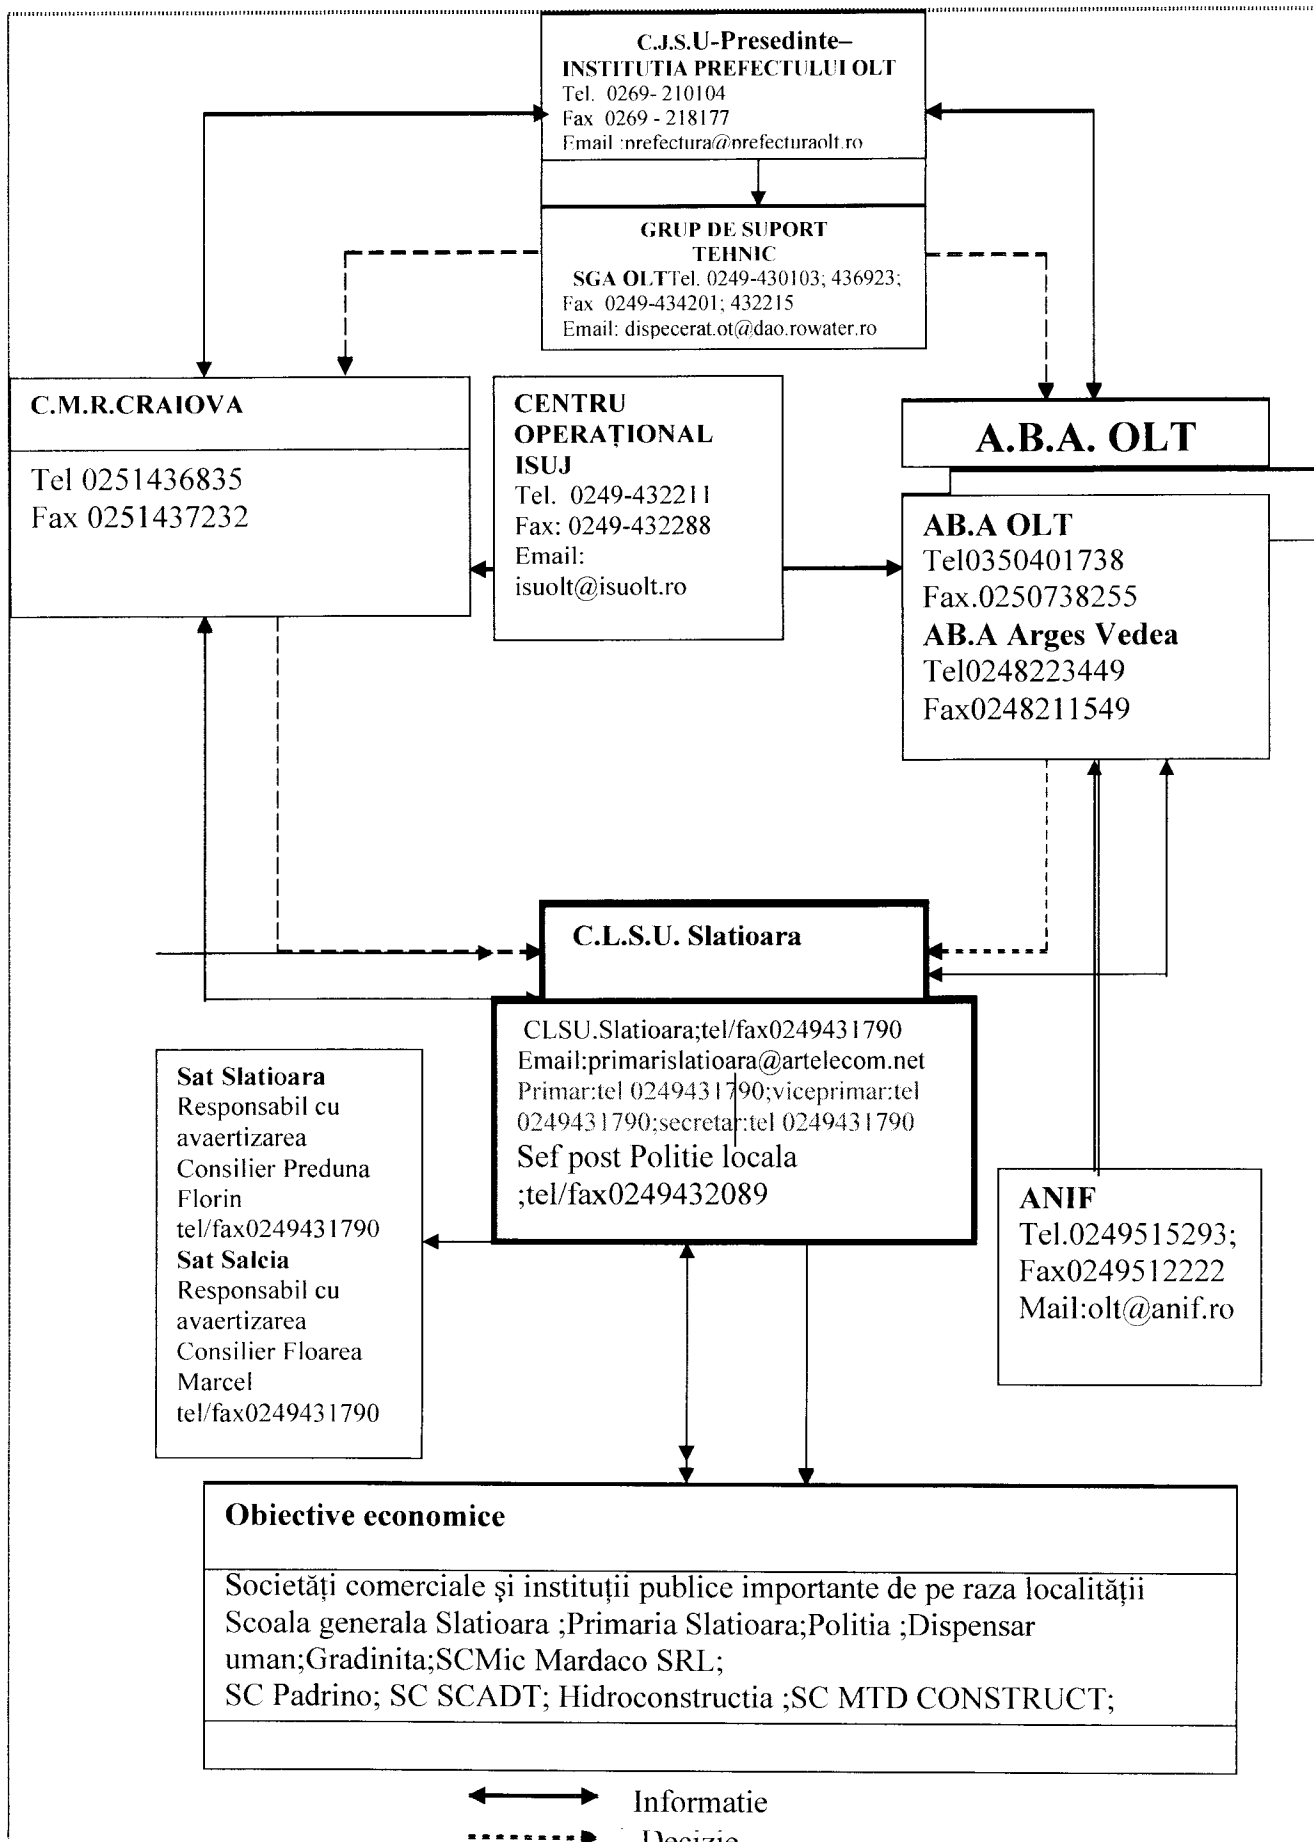 C.J.S.U-Presedinte–
INSTITUTIA PREFECTULUI OLT
Tel. 0269- 210104
Fax 0269 - 218177
Email :prefectura@prefecturaolt.ro
GRUP DE SUPORT
TEHNIC
SGA OLTTel. 0249-430103; 436923;
Fax 0249-434201; 432215
Email: dispecerat.ot@dao.rowater.ro
C.M.R.CRAIOVA
Tel 0251436835
Fax 0251437232
CENTRU
OPERAȚIONAL
ISUJ
Tel. 0249-432211
Fax: 0249-432288
Email:
isuolt@isuolt.ro
A.B.A. OLT
AB.A OLT
Tel0350401738
Fax.0250738255
AB.A Arges Vedea
Tel0248223449
Fax0248211549
C.L.S.U. Slatioara
CLSU.Slatioara;tel/fax0249431790
Email:primarislatioara@artelecom.net
Primar:tel 0249431790;viceprimar:tel
0249431790;secretar:tel 0249431790
Sef post Politie locala
;tel/fax0249432089
Sat Slatioara
Responsabil cu
avaertizarea
Consilier Preduna
Florin
tel/fax0249431790
Sat Salcia
Responsabil cu
avaertizarea
Consilier Floarea
Marcel
tel/fax0249431790
ANIF
Tel.0249515293;
Fax0249512222
Mail:olt@anif.ro
Obiective economice
Societăți comerciale și instituții publice importante de pe raza localității
Scoala generala Slatioara ;Primaria Slatioara;Politia ;Dispensar
uman;Gradinita;SCMic Mardaco SRL;
SC Padrino; SC SCADT; Hidroconstructia ;SC MTD CONSTRUCT;
Informatie
Decizie